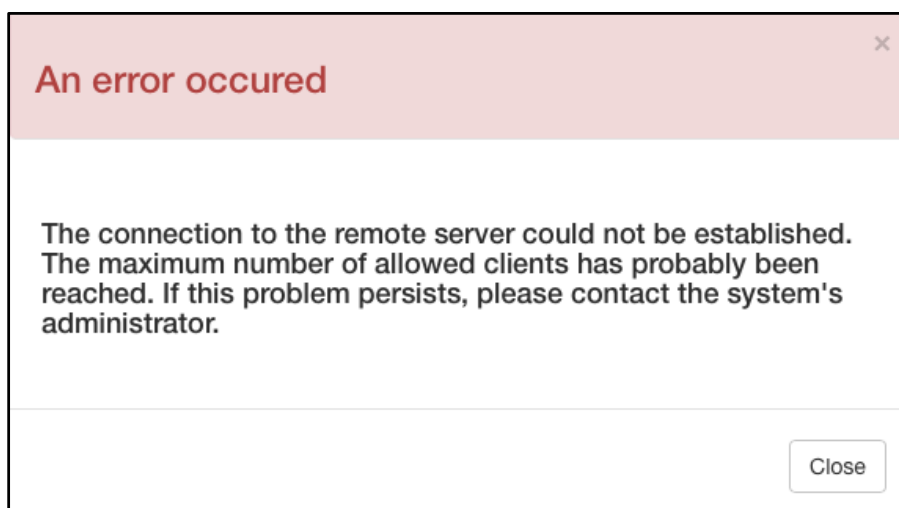 ×
An error occured
The connection to the remote server could not be established.
The maximum number of allowed clients has probably been
reached. If this problem persists, please contact the system's
administrator.
Close